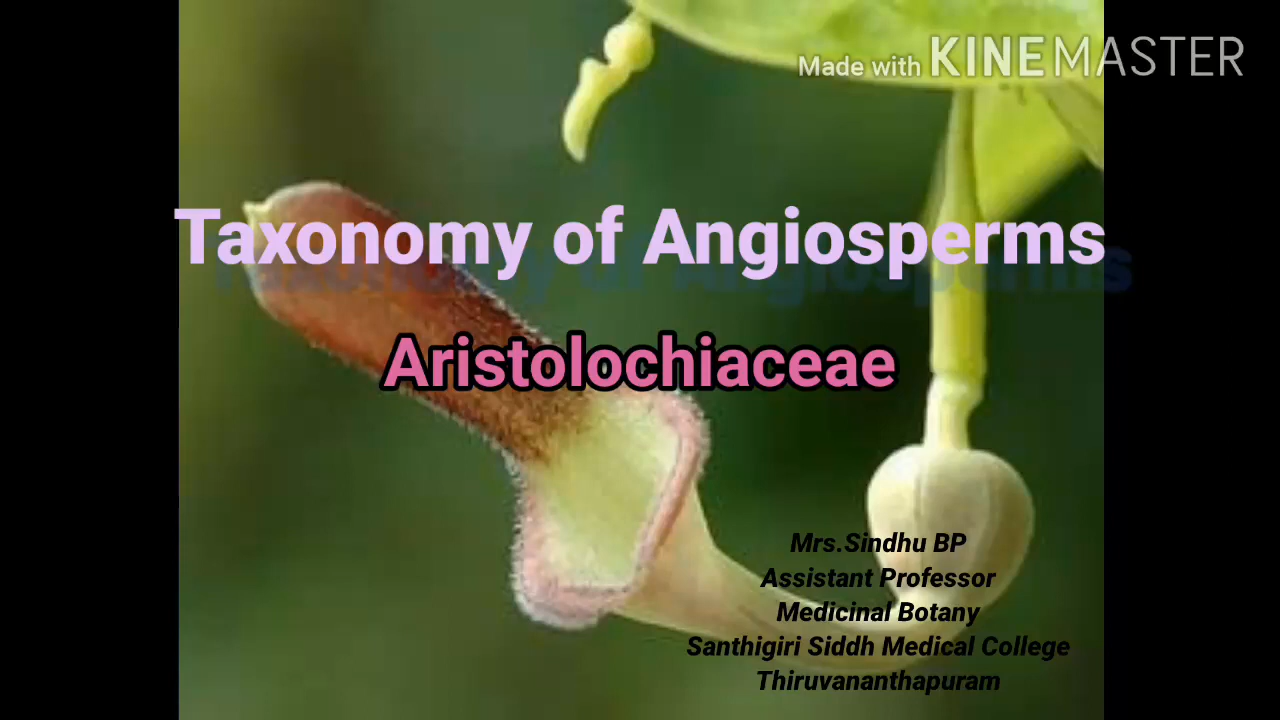 Made with KINEMASTER
Taxonomy of Angiosperms
Aristolochiaceae
Mrs.Sindhu BP
Assistant Professor
Medicinal Botany
Santhigiri Siddh Medical College
Thiruvananthapuram